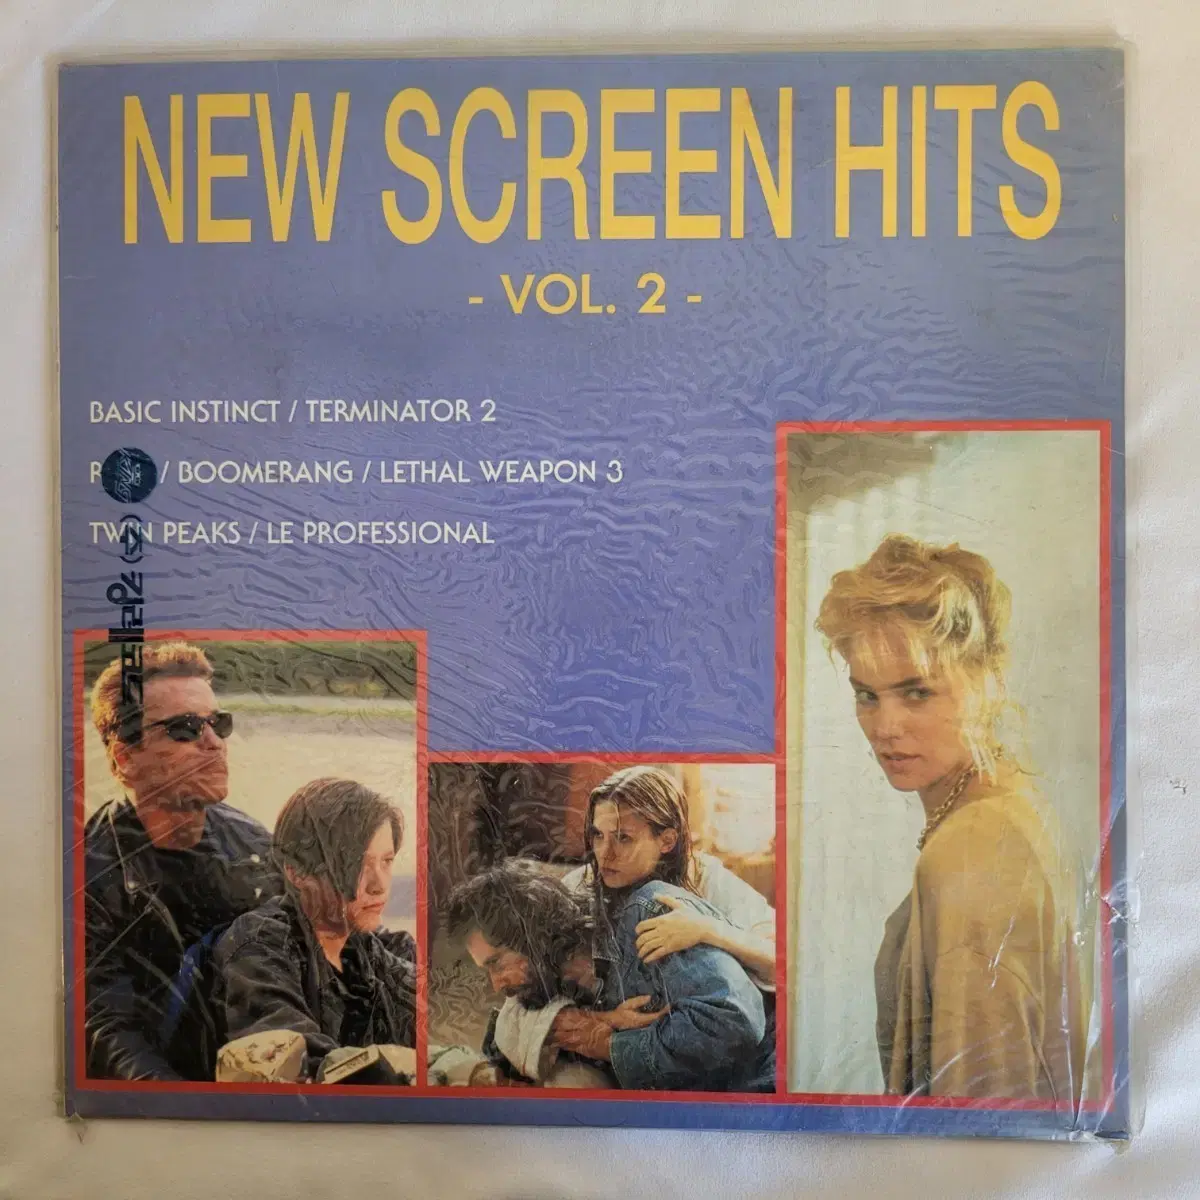 NEW SCREEN HITS
- VOL. 2 -
BASIC INSTINCT / TERMINATOR 2
/ BOOMERANG / LETHAL WEAPON 3
TWIN PEAKS / LE PROFESSIONAL